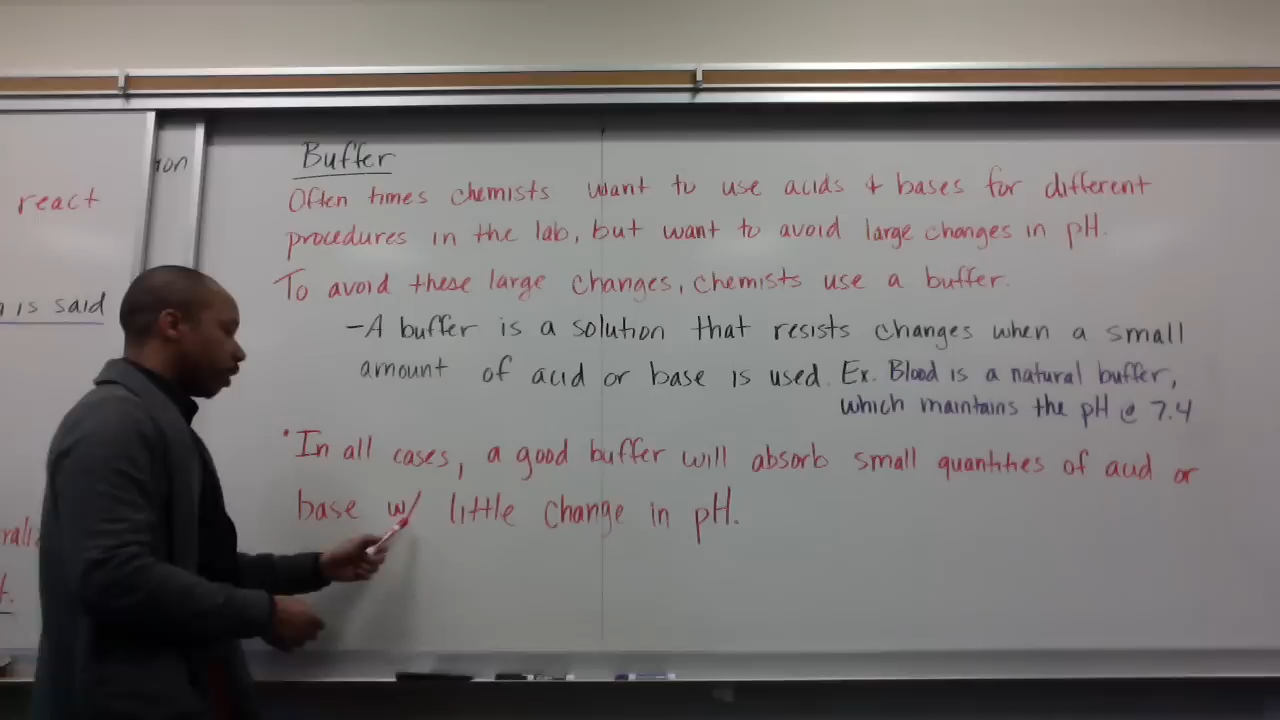 react
is said
t.
ion
Buffer
Often times chemists want to use acids & bases for different
procedures in the lab, but want to avoid large changes in pH.
To avoid these large changes, chemists use a buffer.
-A buffer is a solution that resists changes when a small
amount of acid or base is used. Ex. Blood is a natural buffer,
which maintains the pH @ 7.4
•In all cases, a good buffer will absorb small quantities of acid or
base w/ little change in pH.